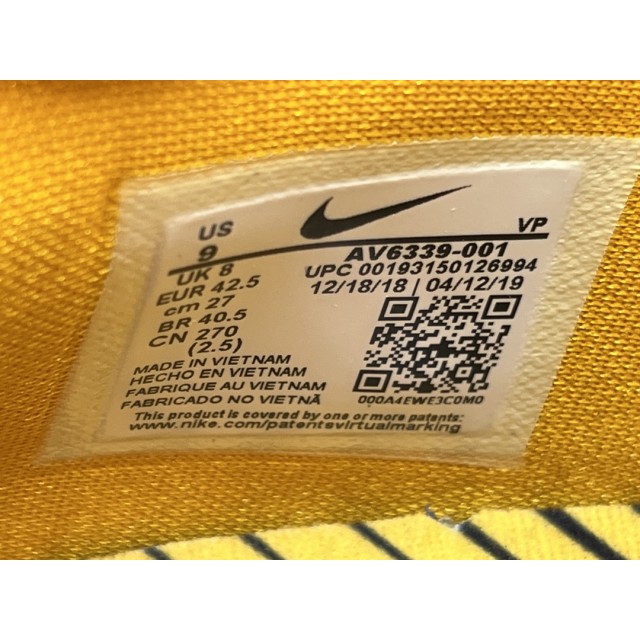 US
9
UK 8
EUR 42.5
cm 27
BR 40.5
CN 270
(2.5)
VP
AV6339-001
UPC 00193150126994
12/18/18 | 04/12/19
000A4EWE3C0M0
MADE IN VIETNAM
HECHO EN VIETNAM
FABRIQUE AU VIETNAM
FABRICADO NO VIETNÃ
This product is covered by one or more patents:
www.nike.com/patentsvirtualmarking